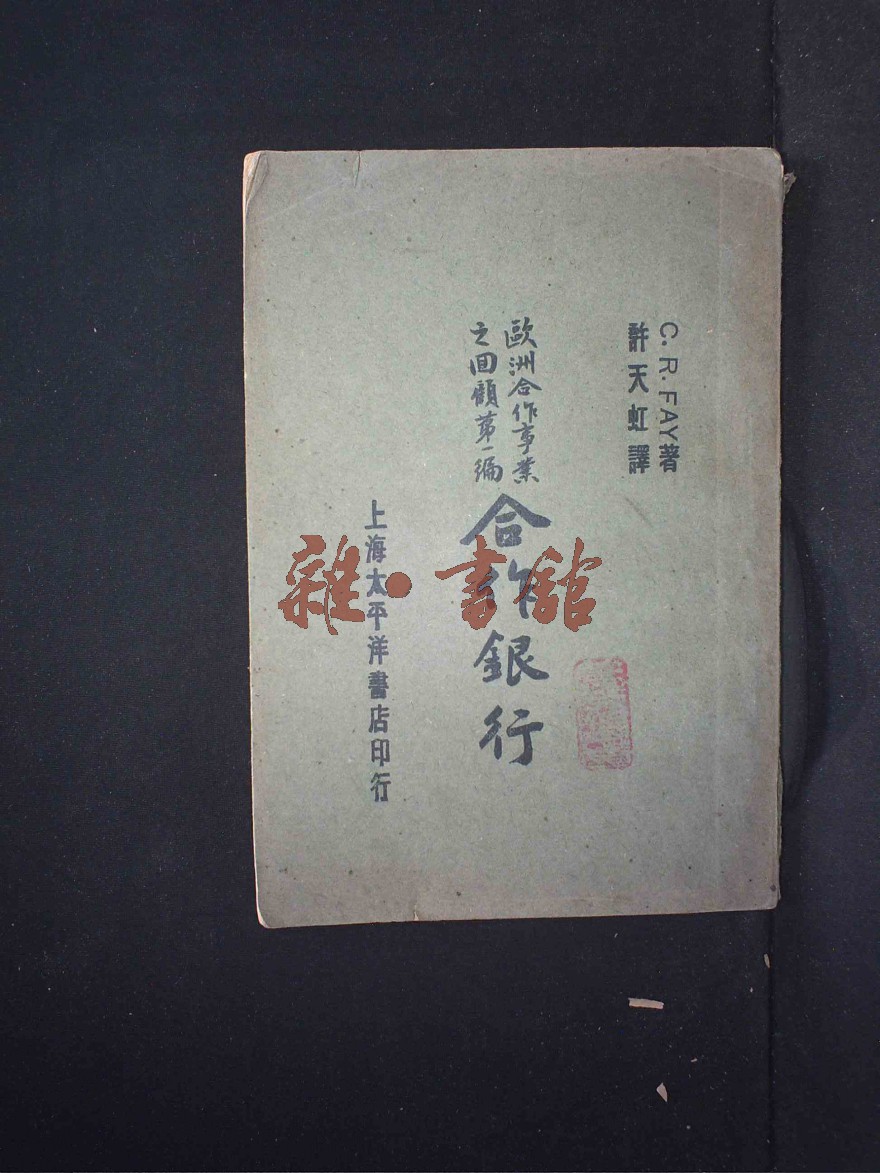 C. R. FAY著
許天虹譯
歐洲合作事業
之回顧第一編
合作銀行
上海太平洋書店印行
雜·書館